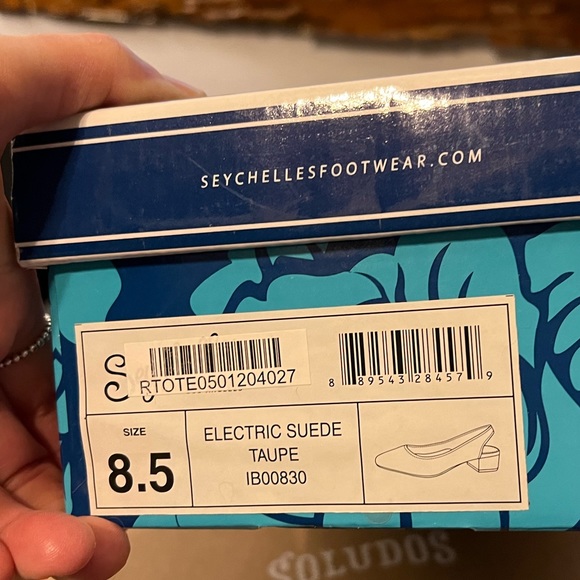 SEYCHELLESFOOTWEAR.COM
RTOTE0501204027
8 89543 28457 9
SIZE
8.5
ELECTRIC SUEDE
TAUPE
IB00830
SOLUDOS